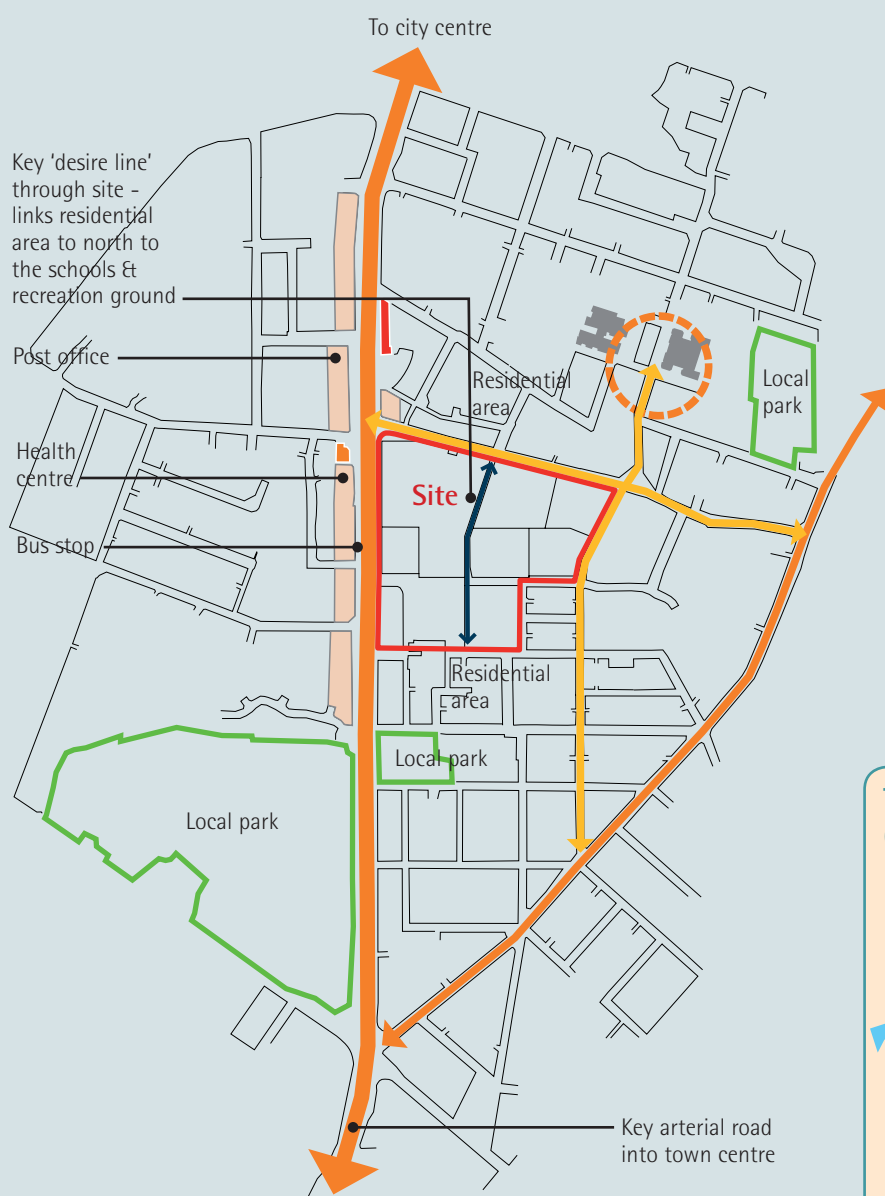 To city centre
Key 'desire line'
through site -
links residential
area to north to
the schools &
recreation ground
Post office
Residential
area
Local
park
Health
centre
Site
Bus stop
Residential
area
Local park
Local park
Key arterial road
into town centre